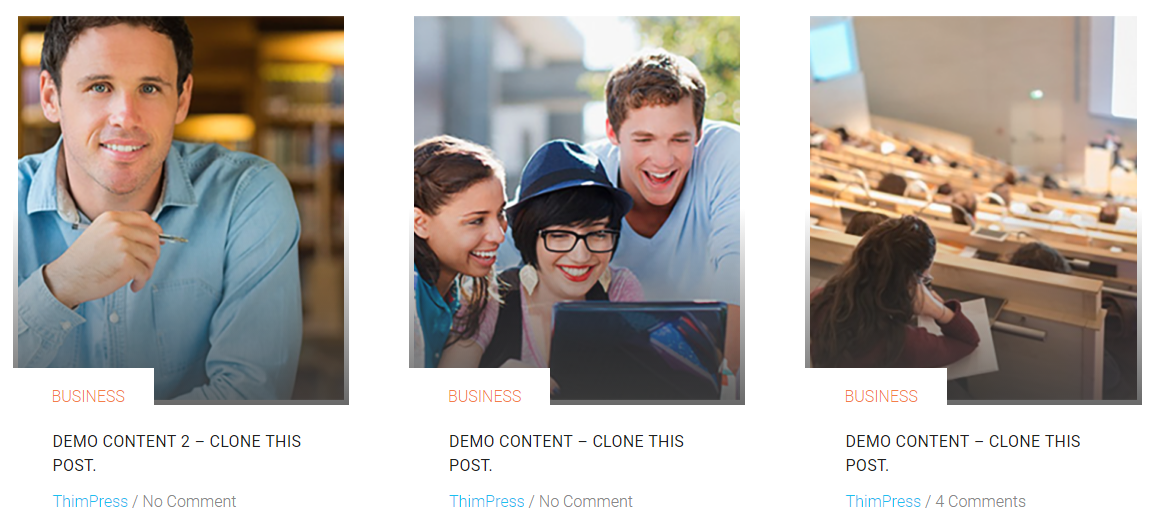 BUSINESS
DEMO CONTENT 2 – CLONE THIS
POST.
ThimPress / No Comment
BUSINESS
DEMO CONTENT – CLONE THIS
POST.
ThimPress / No Comment
BUSINESS
DEMO CONTENT – CLONE THIS
POST.
ThimPress / 4 Comments